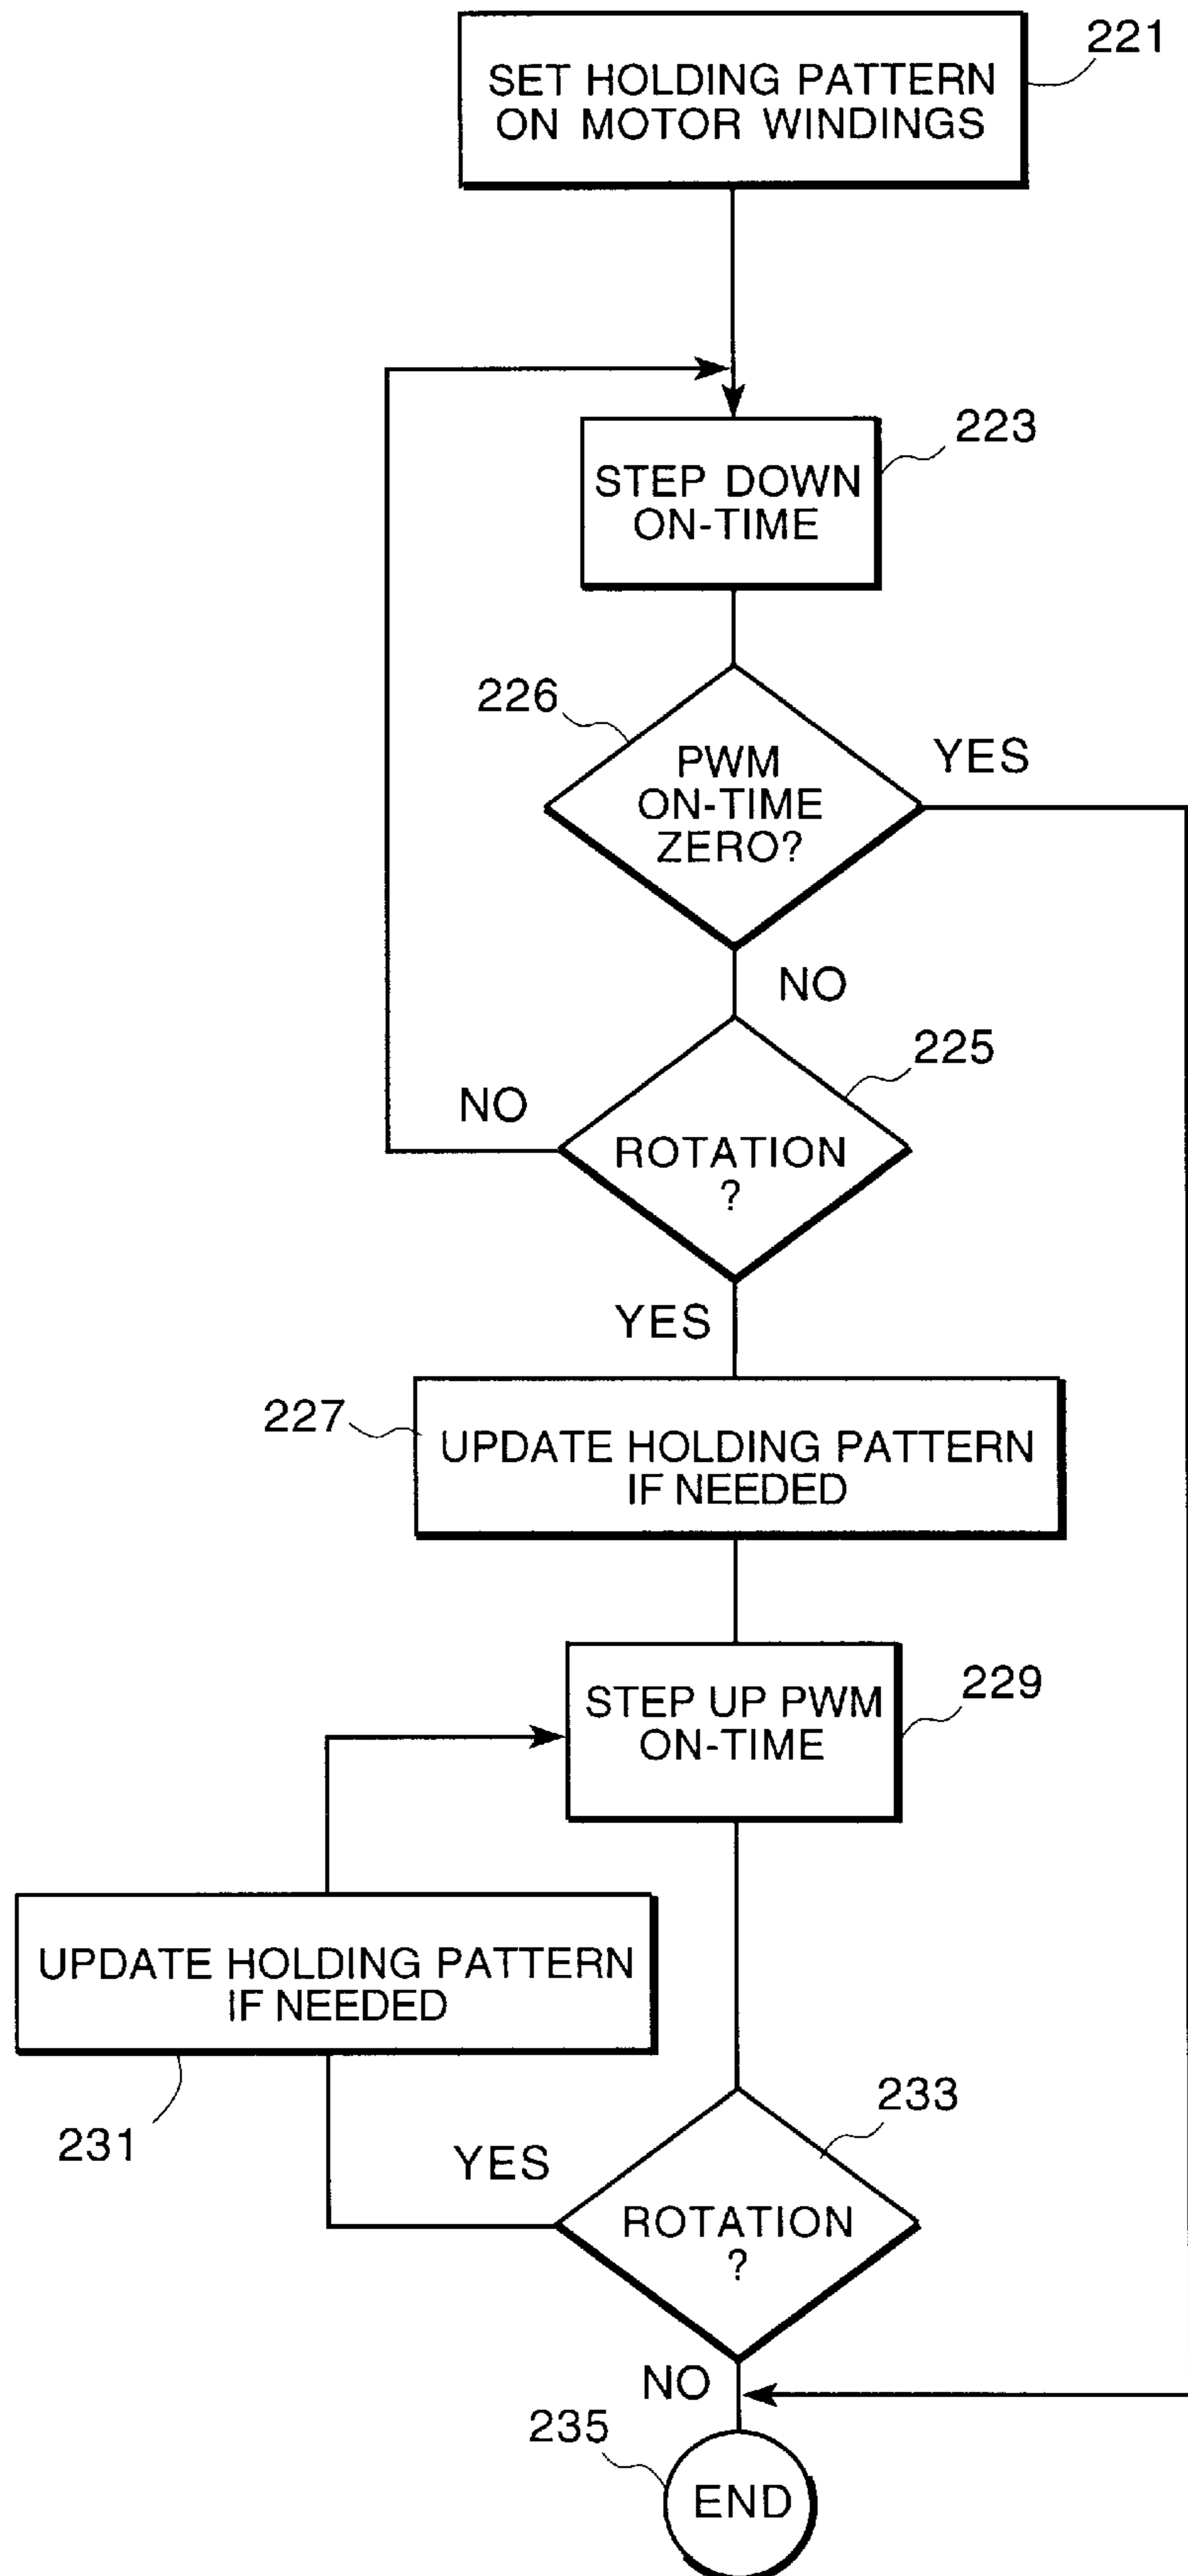 221
SET HOLDING PATTERN
ON MOTOR WINDINGS
223
STEP DOWN
ON-TIME
226
PWM
ON-TIME
ZERO?
YES
NO
225
NO
ROTATION
?
YES
227
UPDATE HOLDING PATTERN
IF NEEDED
229
STEP UP PWM
ON-TIME
UPDATE HOLDING PATTERN
IF NEEDED
231
233
YES
ROTATION
?
NO
235
END